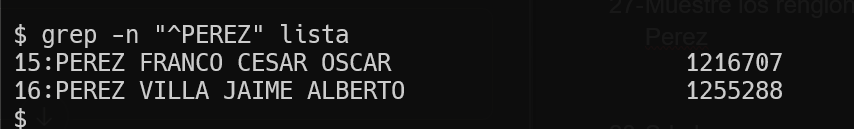 27-Muestre los renglon
Perez
$ grep -n "^PEREZ" lista
15:PEREZ FRANCO CESAR OSCAR 1216707
16:PEREZ VILLA JAIME ALBERTO 1255288
$